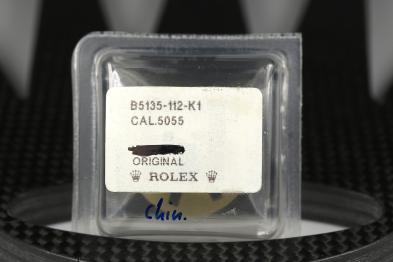 B5135-112-K1
CAL.5055
ORIGINAL
ROLEX
Chin.